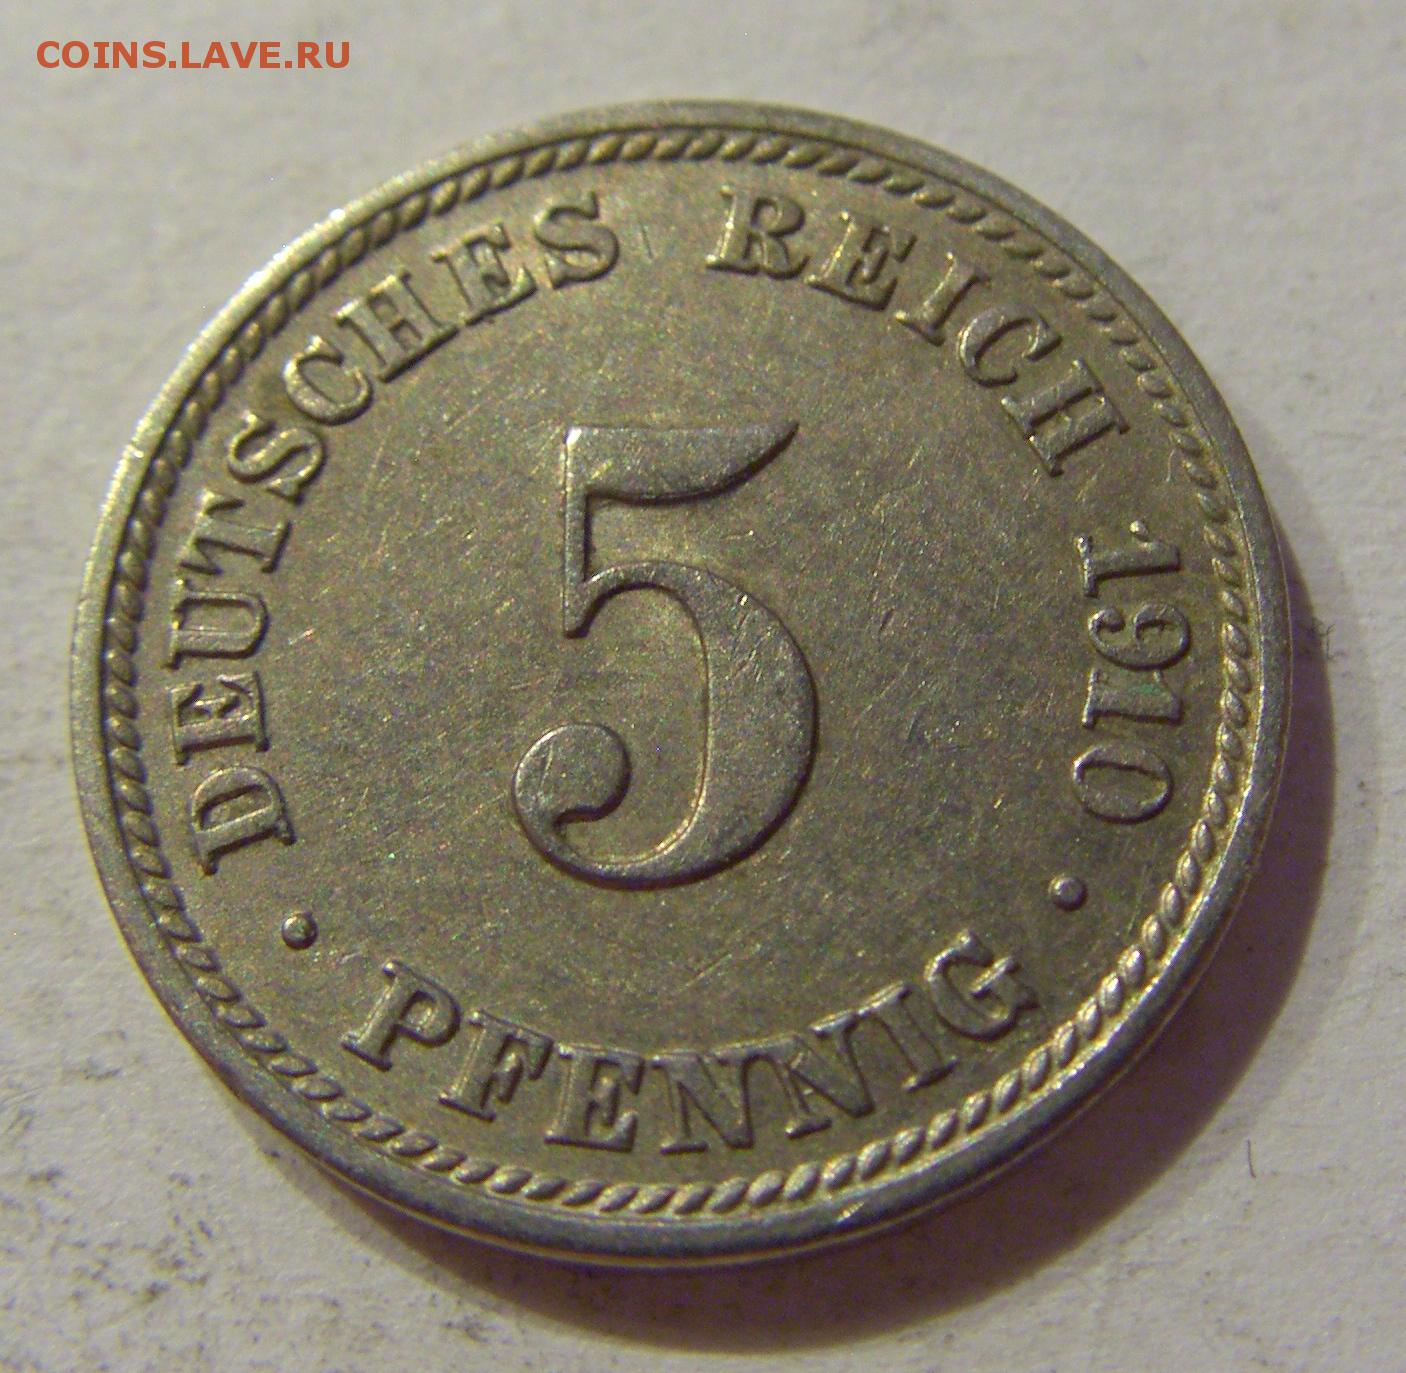 COINS.LAVE.RU
DEUTSCHES REICH 1910
5
• PFENNIG •